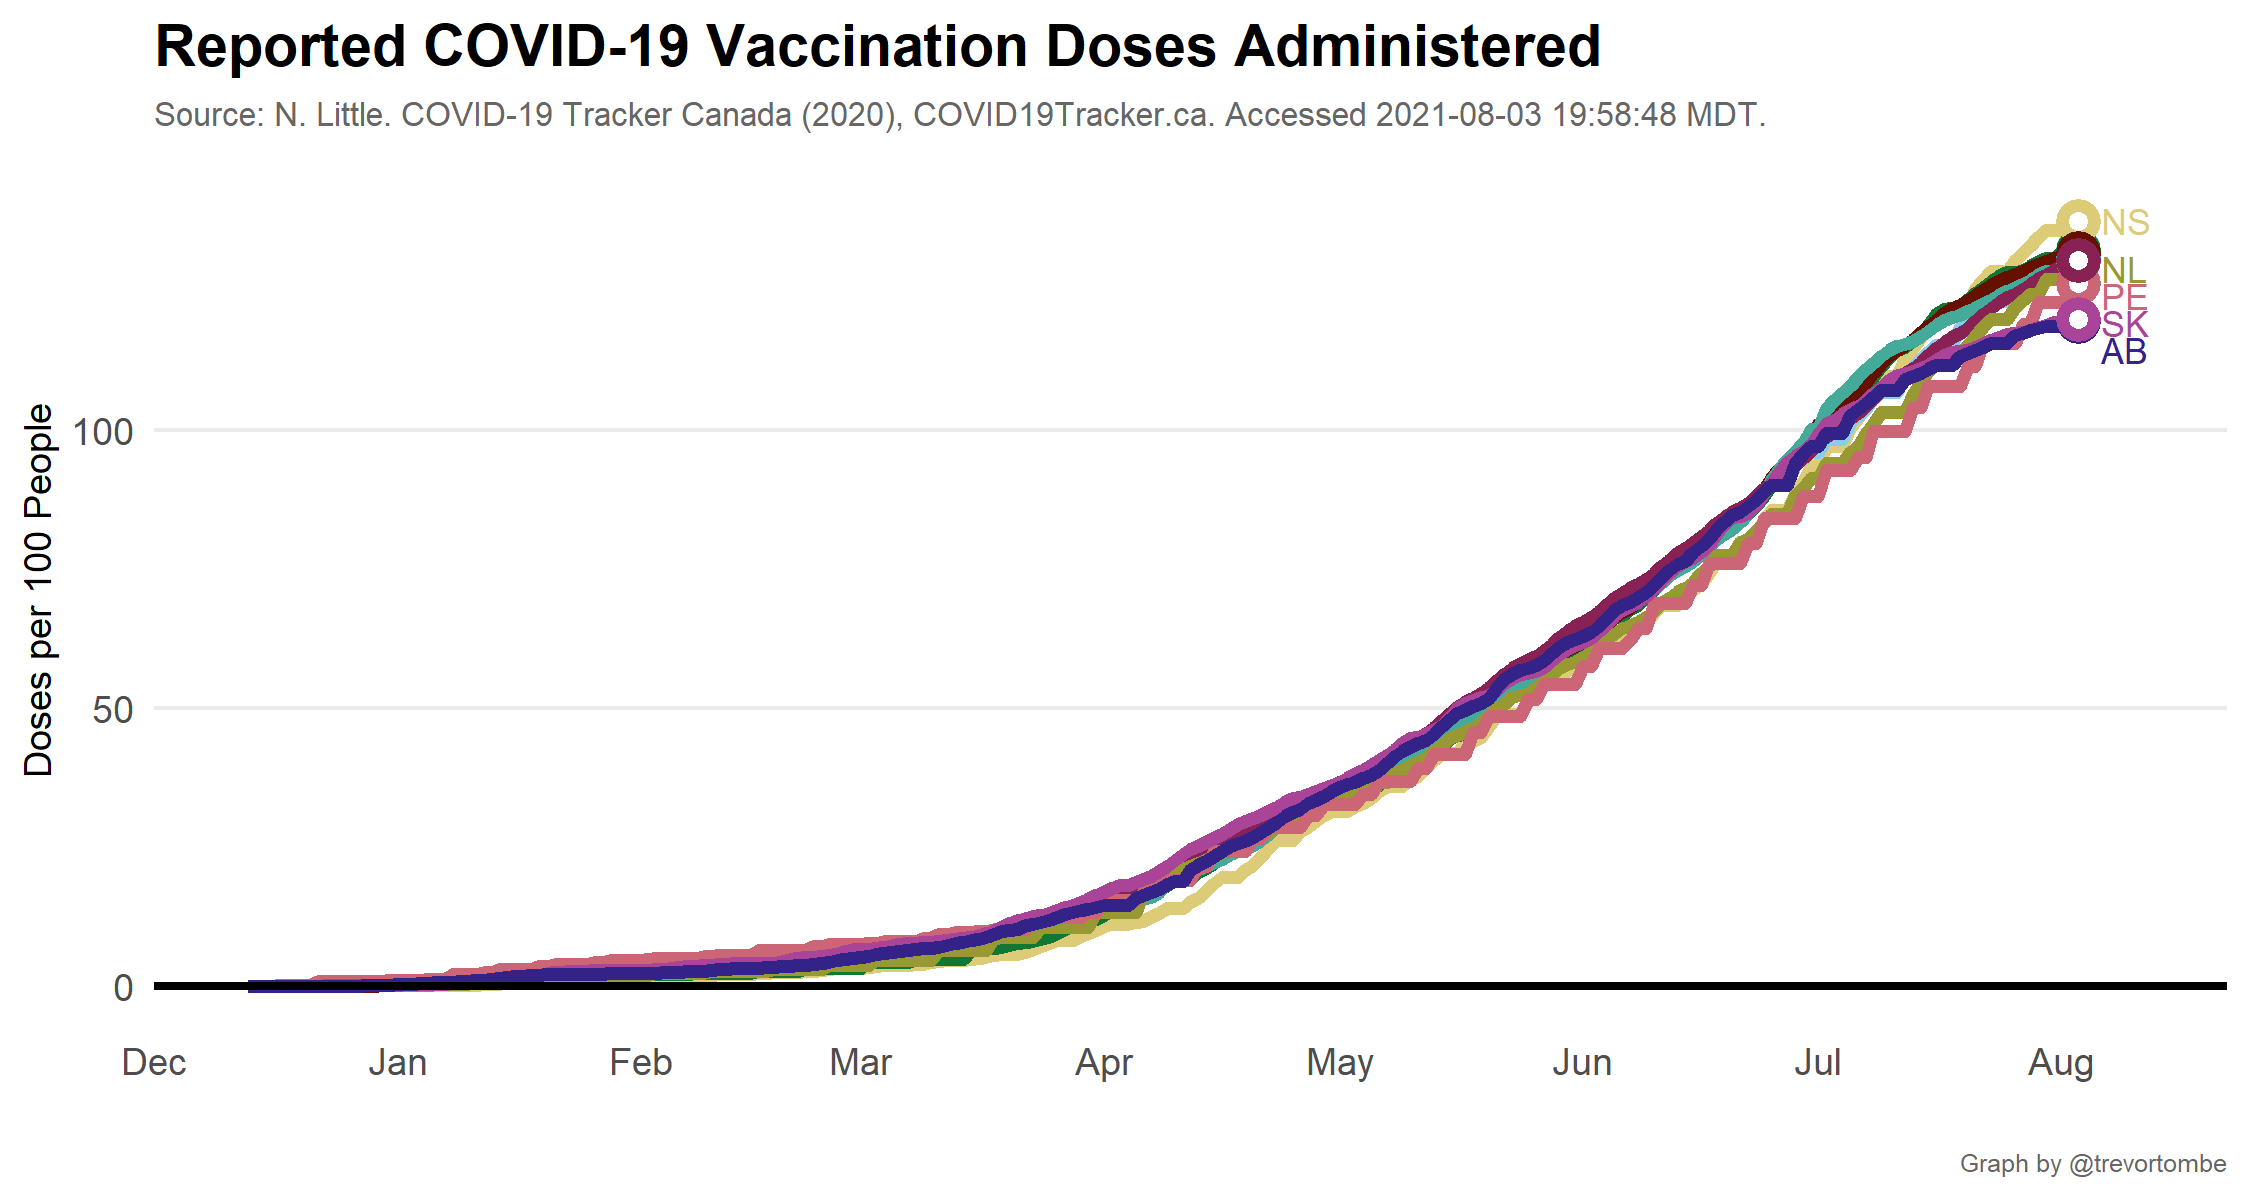 Reported COVID-19 Vaccination Doses Administered
Source: N. Little. COVID-19 Tracker Canada (2020), COVID19Tracker.ca. Accessed 2021-08-03 19:58:48 MDT.
NS
NL
PE
SK
AB
Doses per 100 People
100
50
0
Dec Jan Feb Mar Apr May Jun Jul Aug
Graph by @trevortombe